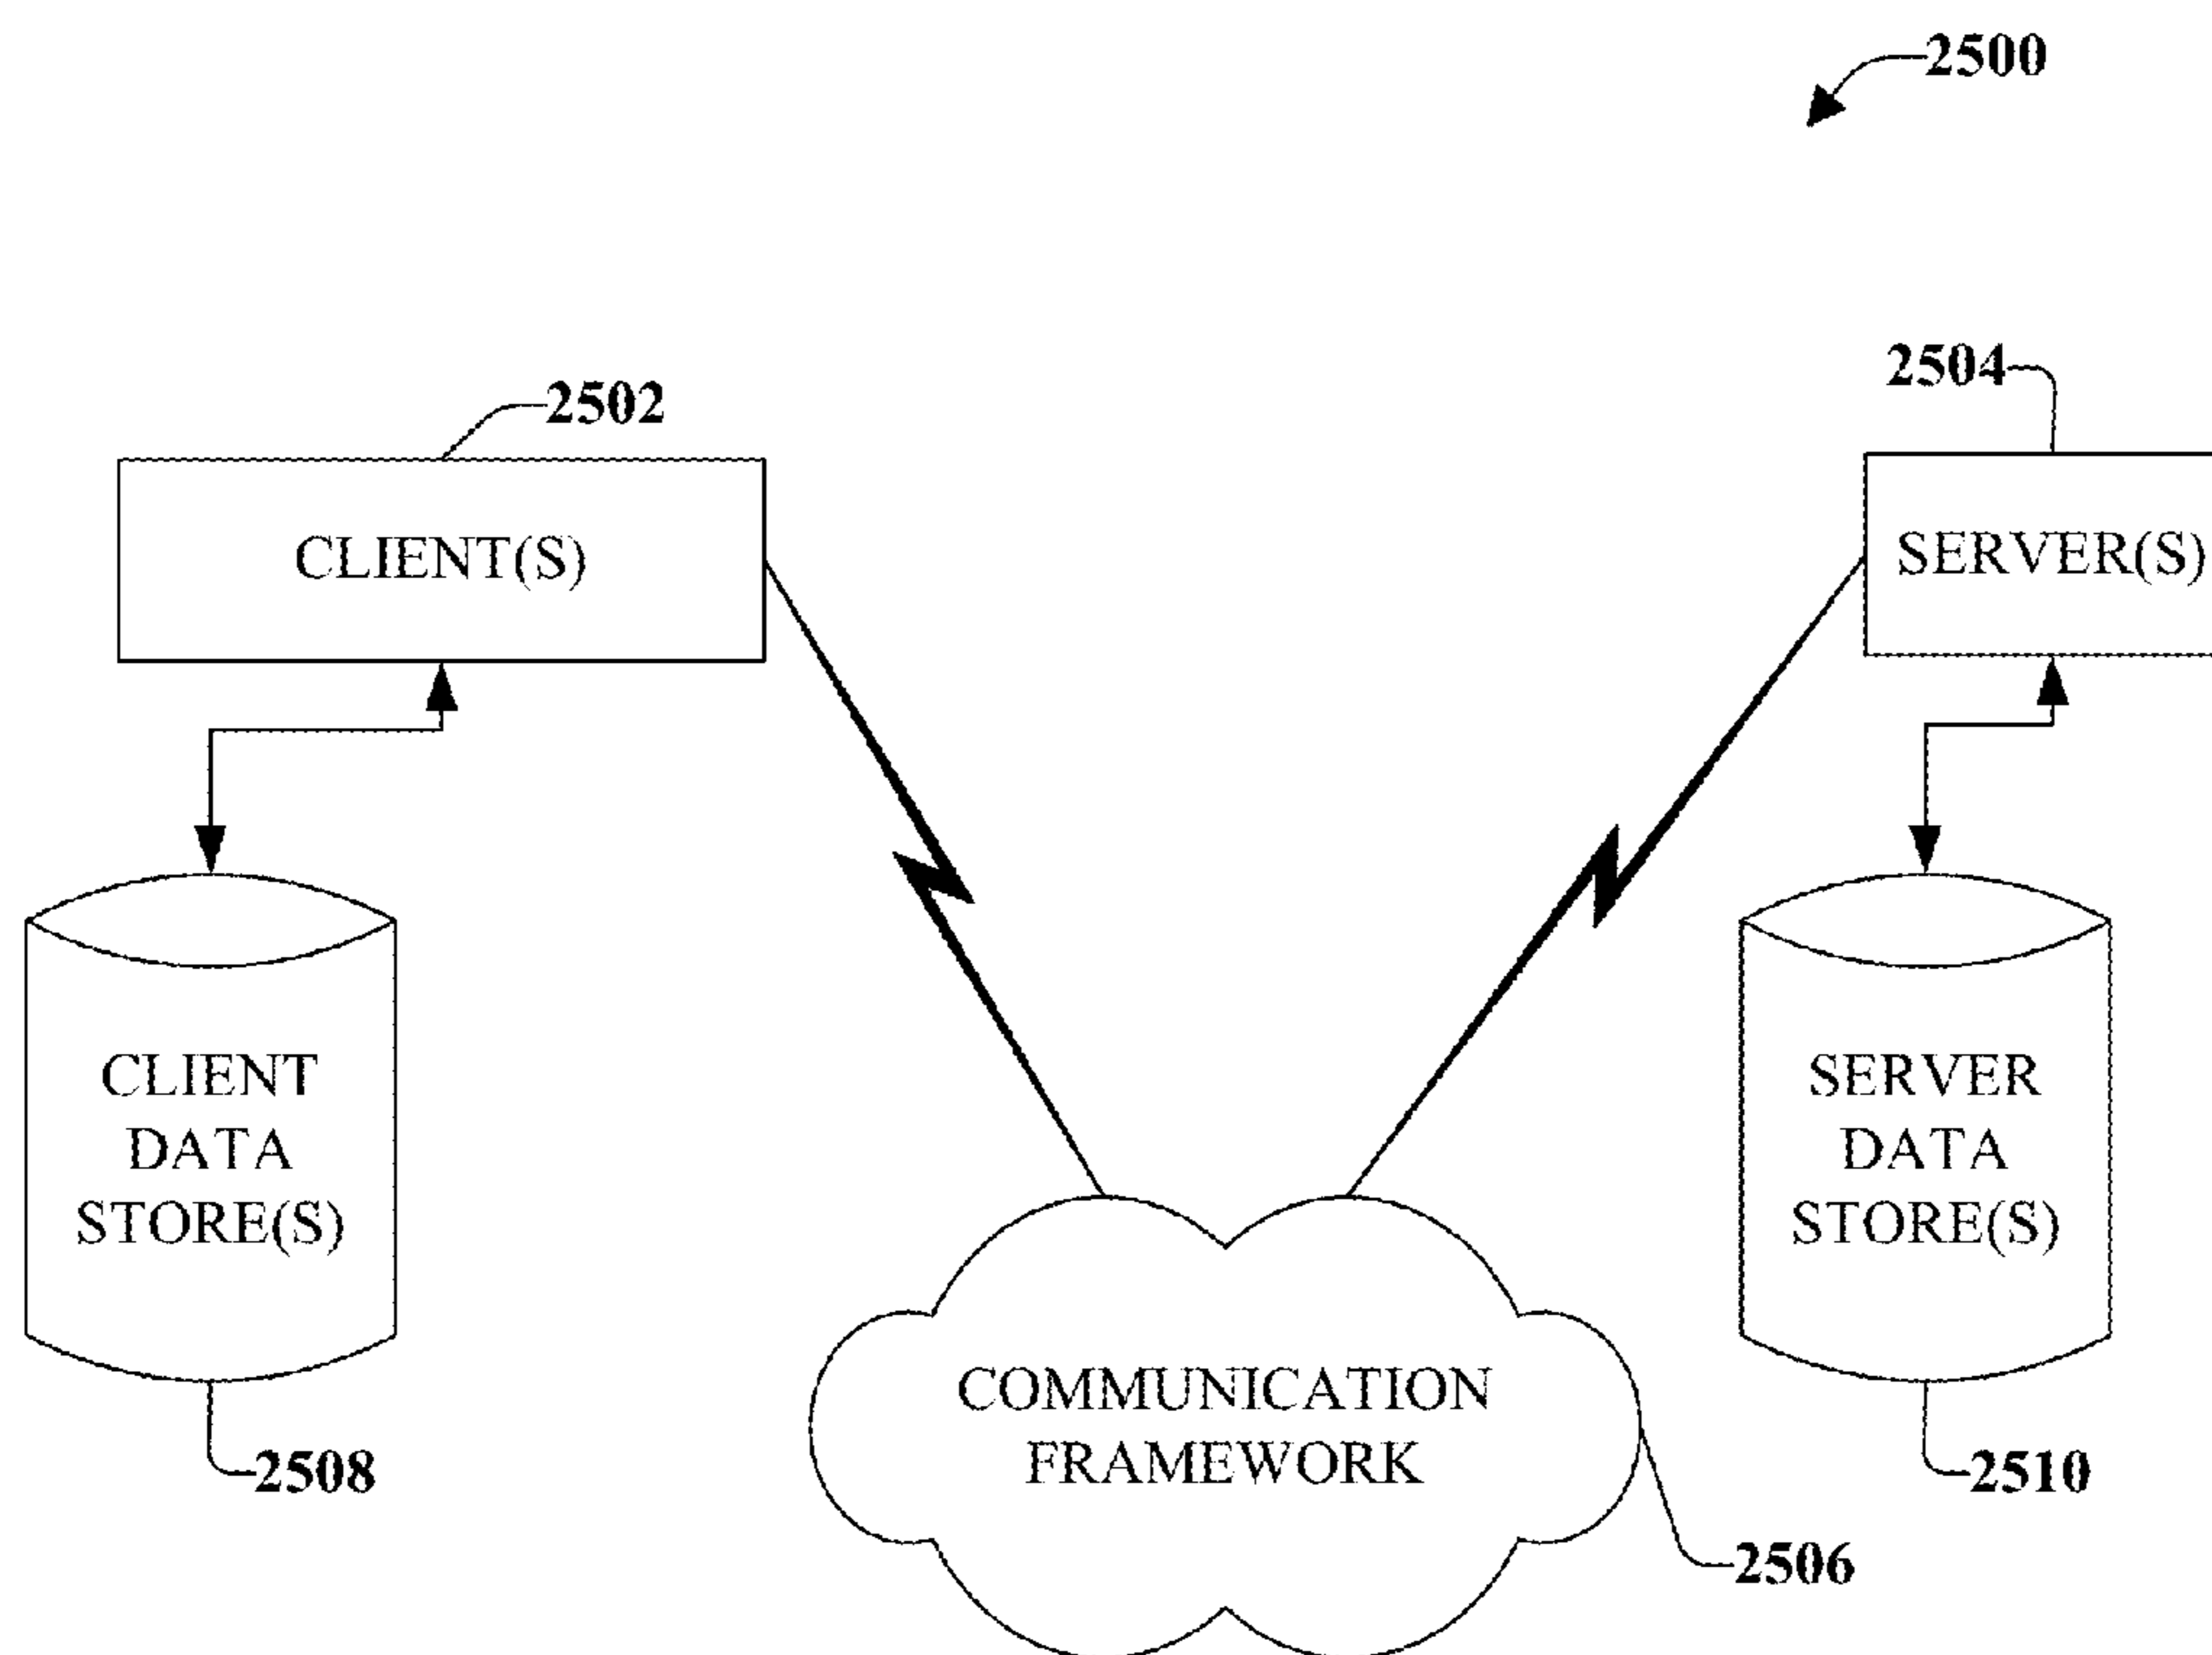 2500
2502
2504
CLIENT(S)
SERVER(S)
CLIENT
DATA
STORE(S)
SERVER
DATA
STORE(S)
COMMUNICATION
FRAMEWORK
2508
2510
2506